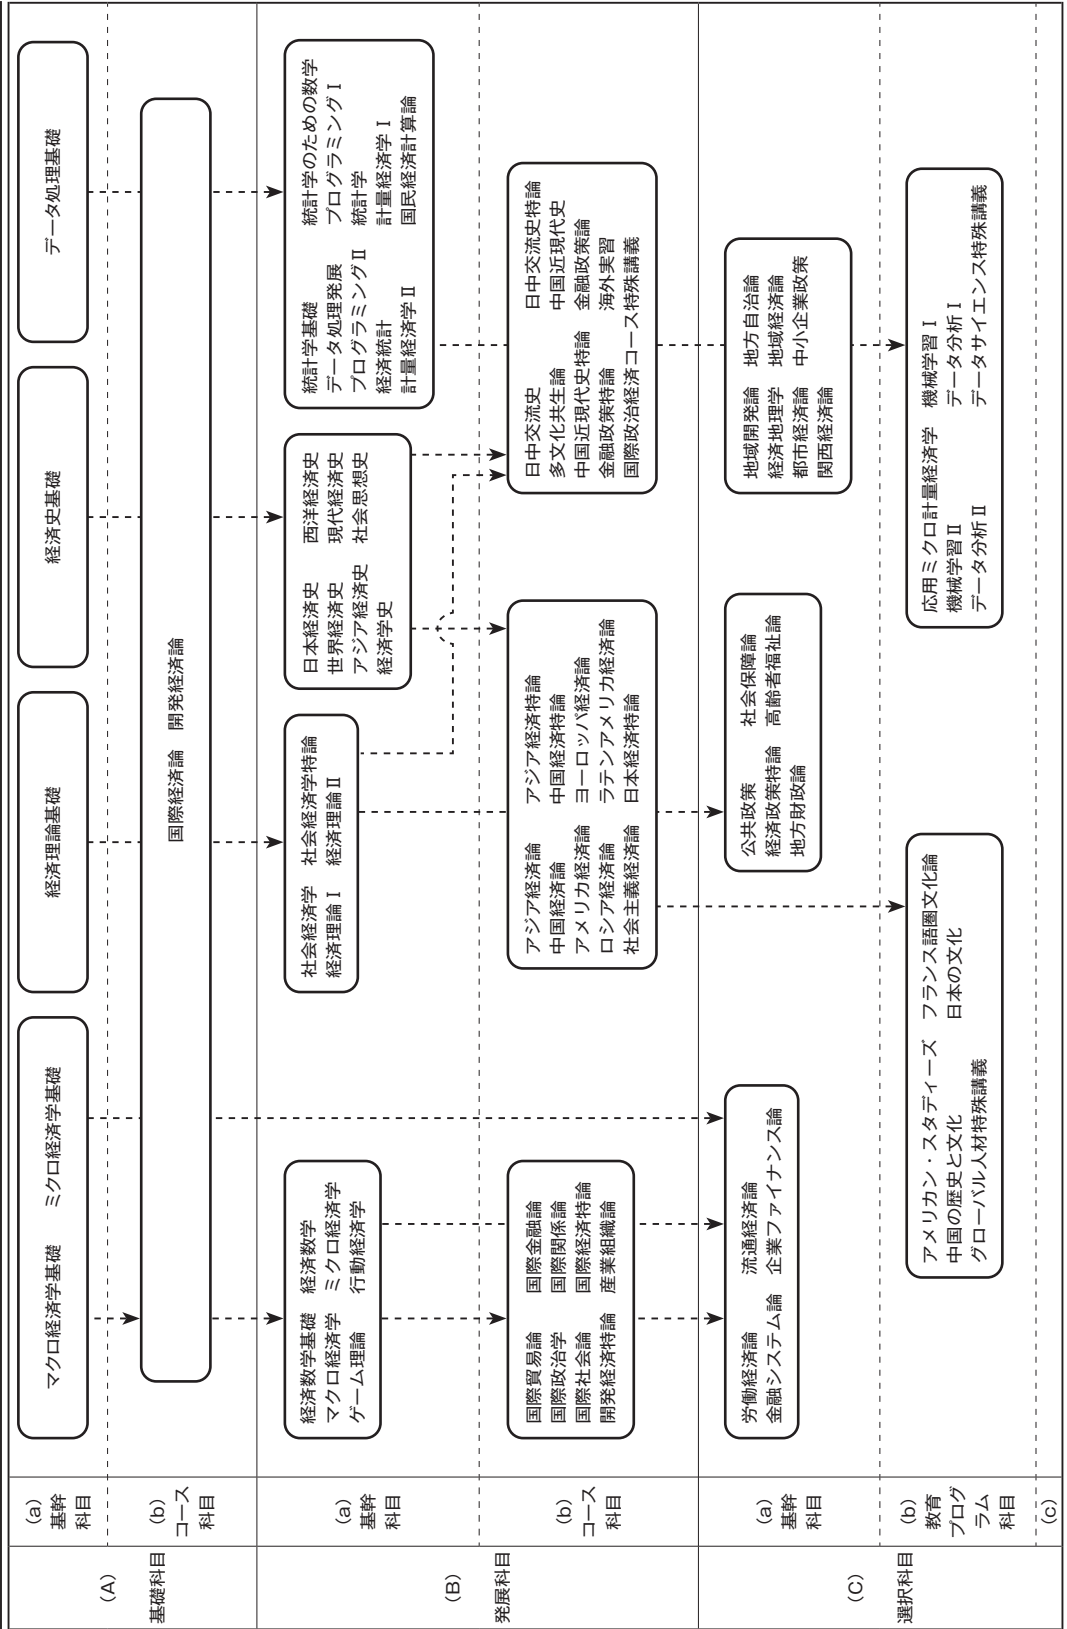 (A)
基礎科目
(a)
基幹
科目
マクロ経済学基礎　ミクロ経済学基礎
経済理論基礎
経済史基礎
データ処理基礎
(b)
コース
科目
国際経済論　開発経済論
(B)
発展科目
(a)
基幹
科目
経済数学基礎　経済数学
マクロ経済学　ミクロ経済学
ゲーム理論　行動経済学
社会経済学　社会経済学特論
経済理論Ⅰ　経済理論Ⅱ
日本経済史　西洋経済史
世界経済史　現代経済史
アジア経済史　社会思想史
経済学史
統計学基礎　統計学のための数学
データ処理発展　プログラミングⅠ
プログラミングⅡ　統計学
経済統計　計量経済学Ⅰ
計量経済学Ⅱ　国民経済計算論
(b)
コース
科目
国際貿易論　国際金融論
国際政治学　国際関係論
国際社会論　国際経済特論
開発経済特論　産業組織論
アジア経済論　アジア経済特論
中国経済論　中国経済特論
アメリカ経済論　ヨーロッパ経済論
ロシア経済論　ラテンアメリカ経済論
社会主義経済論　日本経済特論
日中交流史　日中交流史特論
多文化共生論　中国近現代史
中国近現代史特論　金融政策論
金融政策特論　海外実習
国際政治経済コース特殊講義
(C)
選択科目
(a)
基幹
科目
労働経済論　流通経済論
金融システム論　企業ファイナンス論
公共政策　社会保障論
経済政策特論　高齢者福祉論
地方財政論
地域開発論　地方自治論
経済地理学　地域経済論
都市経済論　中小企業政策
関西経済論
(b)
教育
プログ
ラム
科目
アメリカン・スタディーズ　フランス語圏文化論
中国の歴史と文化　日本の文化
グローバル人材特殊講義
応用ミクロ計量経済学　機械学習Ⅰ
機械学習Ⅱ　データ分析Ⅰ
データ分析Ⅱ　データサイエンス特殊講義
(c)